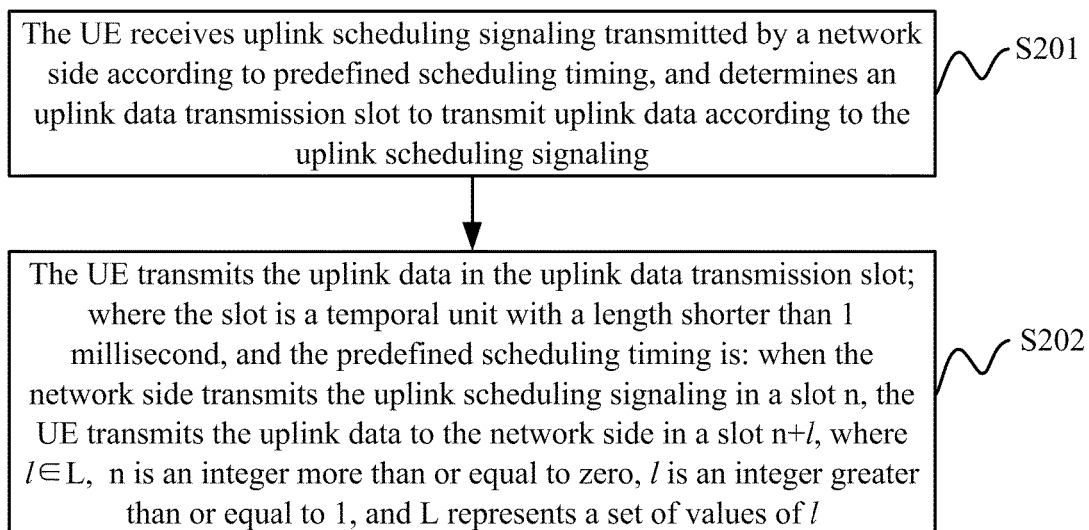 The UE receives uplink scheduling signaling transmitted by a network
side according to predefined scheduling timing, and determines an
uplink data transmission slot to transmit uplink data according to the
uplink scheduling signaling
S201
The UE transmits the uplink data in the uplink data transmission slot;
where the slot is a temporal unit with a length shorter than 1
millisecond, and the predefined scheduling timing is: when the
network side transmits the uplink scheduling signaling in a slot n, the
UE transmits the uplink data to the network side in a slot n+l, where
l∈L, n is an integer more than or equal to zero, l is an integer greater
than or equal to 1, and L represents a set of values of l
S202